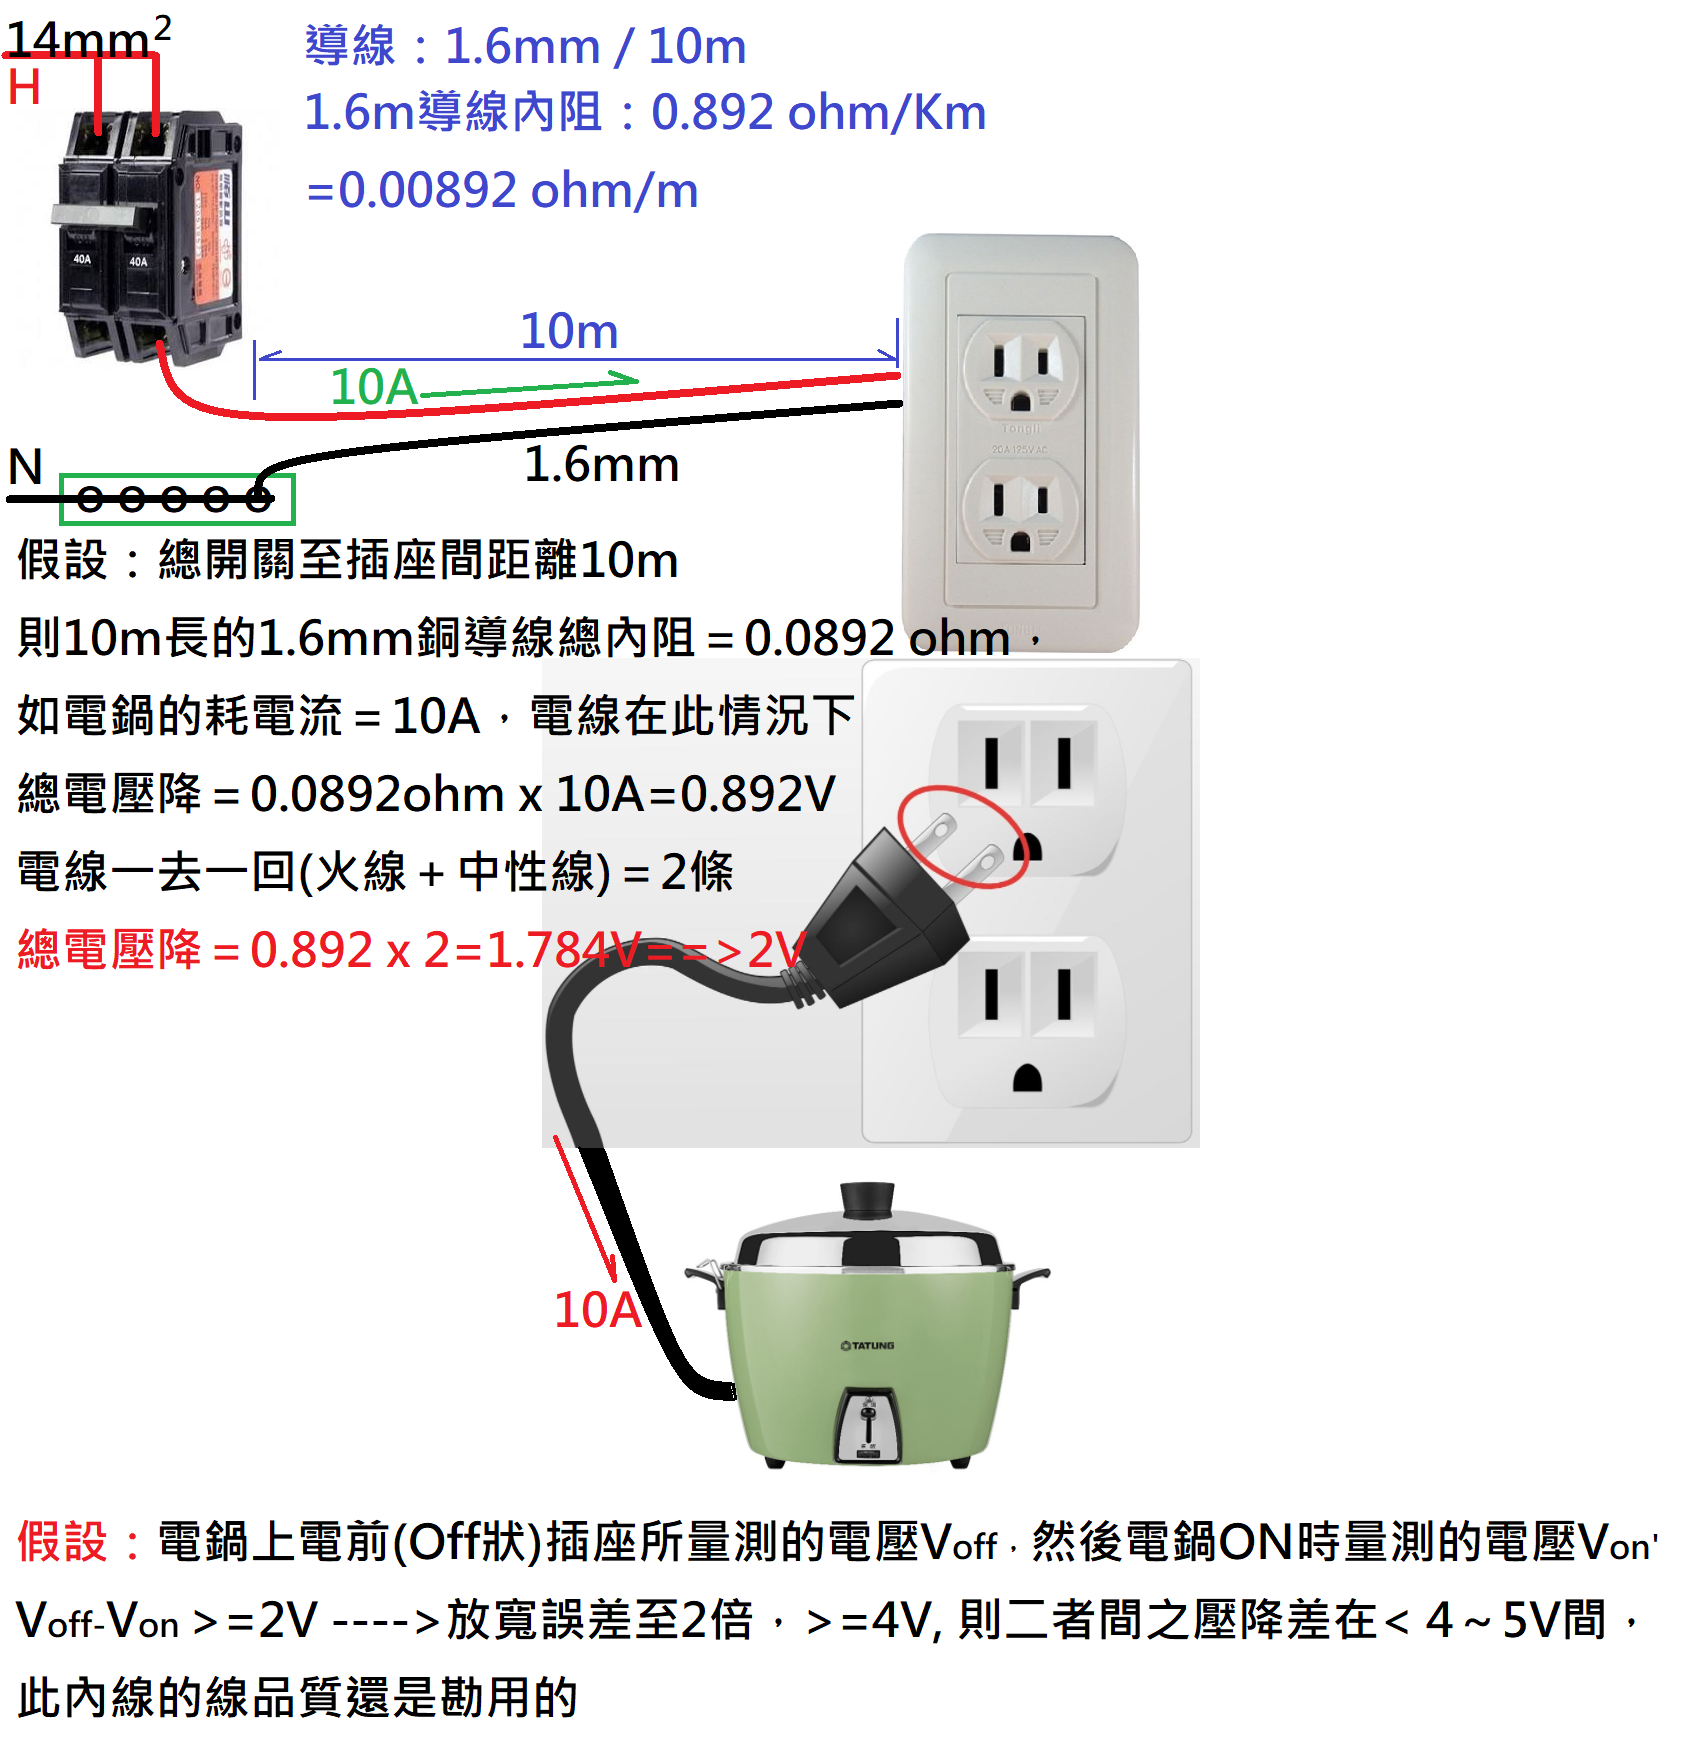 14mm²
H
導線：1.6mm / 10m
1.6m導線內阻：0.892 ohm/Km
=0.00892 ohm/m
40A 40A
10m
10A
Tongli
20A 125V AC
N
1.6mm
假設：總開關至插座間距離10m
則10m長的1.6mm銅導線總內阻＝0.0892 ohm，
如電鍋的耗電流＝10A，電線在此情況下
總電壓降＝0.0892ohm x 10A=0.892V
電線一去一回(火線＋中性線)＝2條
總電壓降＝0.892 x 2=1.784V==>2V
10A
TATUNG
假設：電鍋上電前(Off狀)插座所量測的電壓Voff，然後電鍋ON時量測的電壓Von'
Voff-Von >=2V ---->放寬誤差至2倍，>=4V, 則二者間之壓降差在< 4～5V間，
此內線的線品質還是勘用的